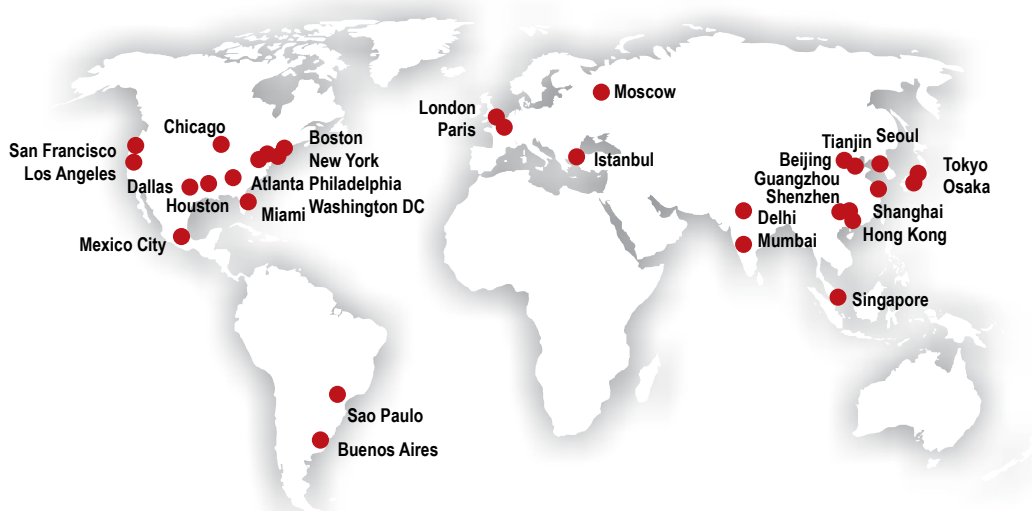 Moscow
London
Paris
Chicago
Boston
San Francisco
New York
Los Angeles
Istanbul
Tianjin
Seoul
Beijing
Tokyo
Guangzhou
Osaka
Dallas
Atlanta
Philadelphia
Shenzhen
Houston
Miami
Washington DC
Delhi
Shanghai
Mexico City
Mumbai
Hong Kong
Singapore
Sao Paulo
Buenos Aires